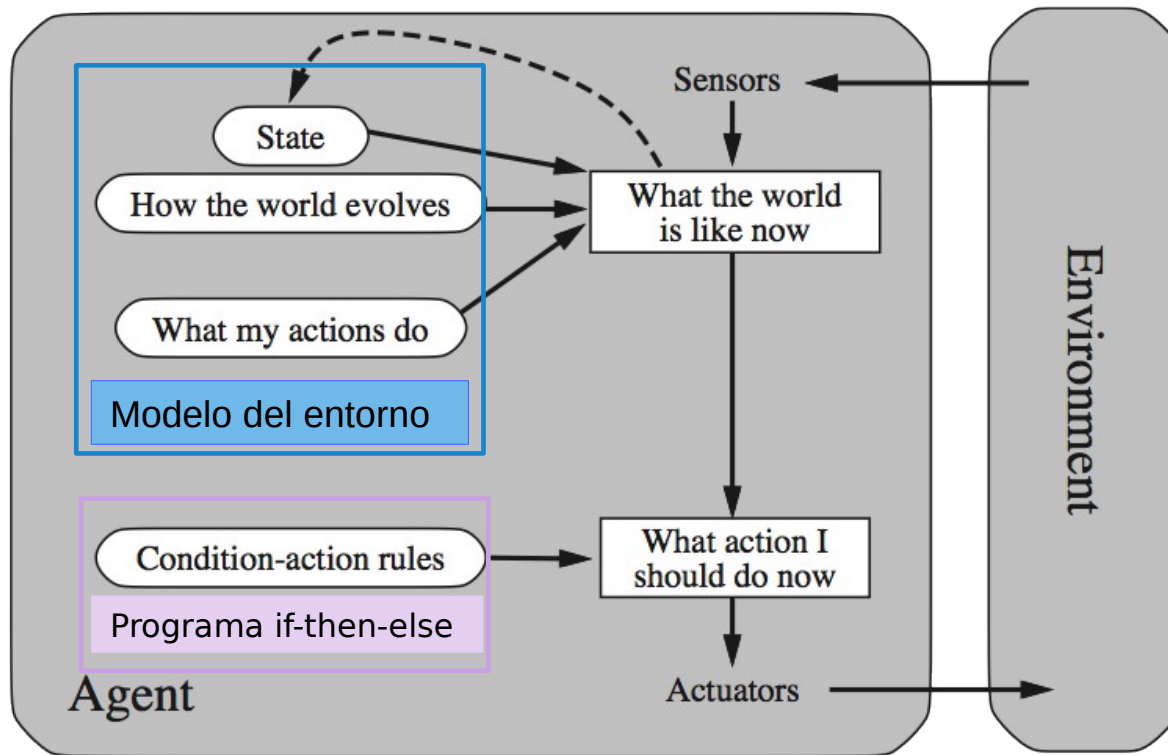 Sensors
State
How the world evolves
What the world
is like now
What my actions do
Modelo del entorno
Condition-action rules
What action I
should do now
Programa if-then-else
Agent
Actuators
Environment